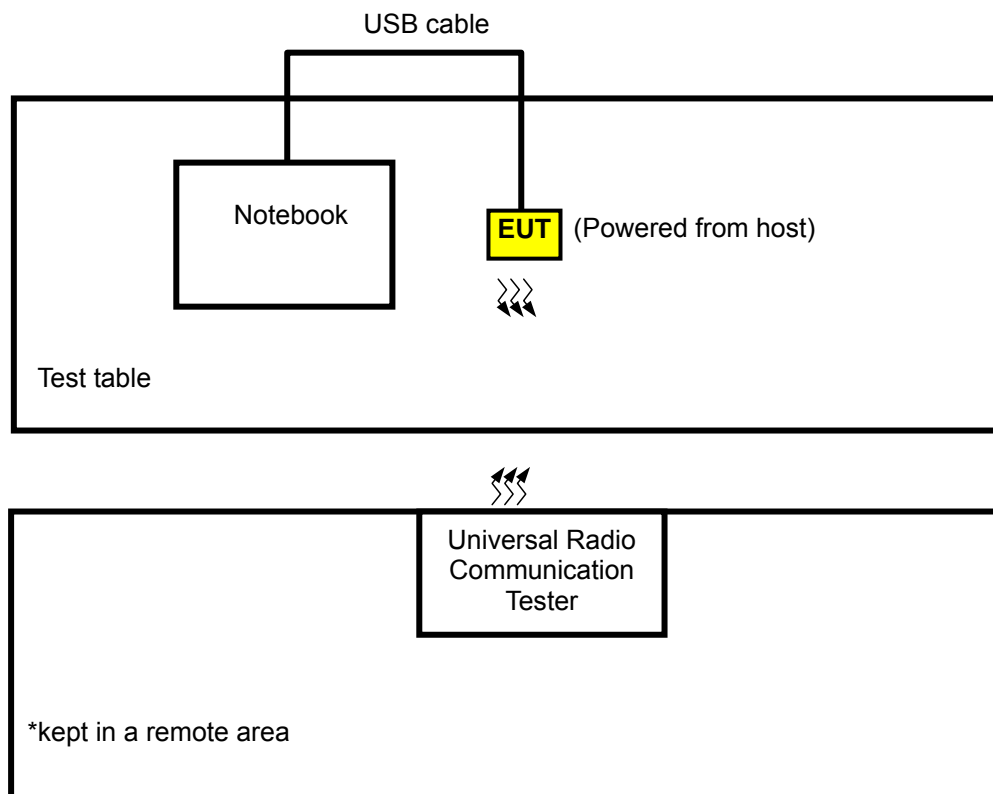 USB cable
Notebook
EUT (Powered from host)
Test table
Universal Radio
Communication
Tester
*kept in a remote area